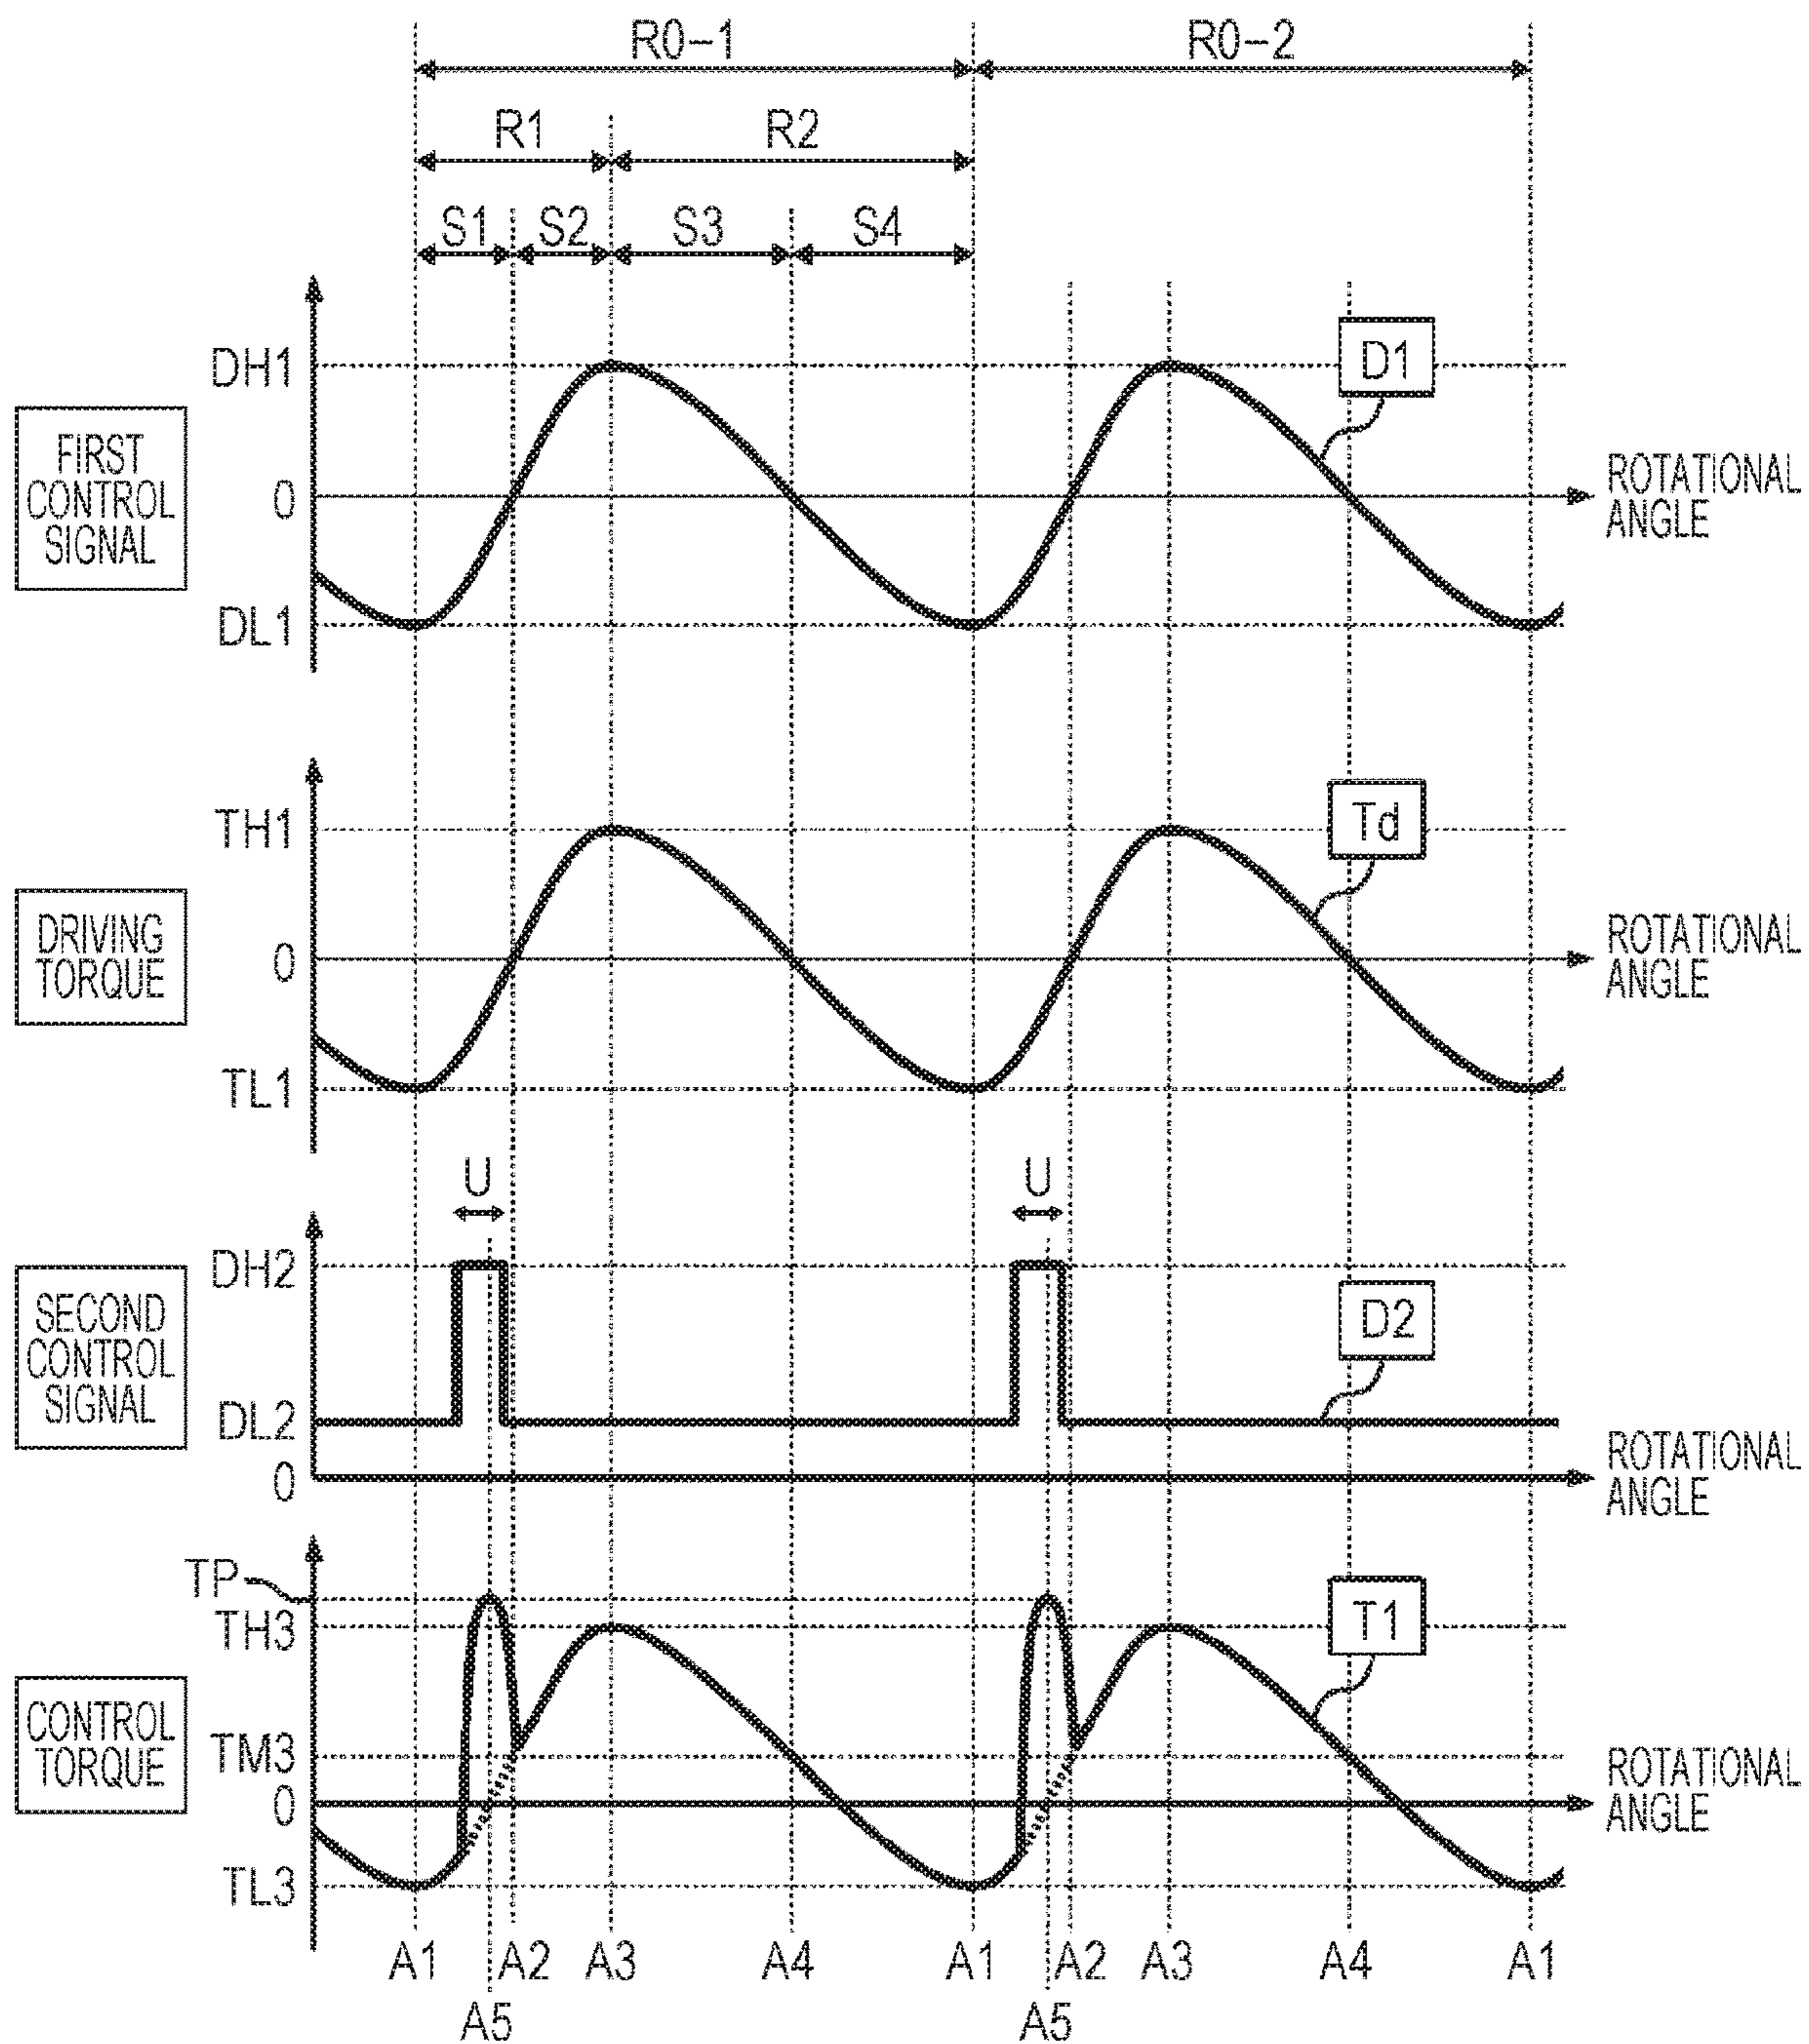 R0-1 R0-2
R1 R2
S1 S2 S3 S4
FIRST
CONTROL
SIGNAL
DH1
0
DL1
D1
ROTATIONAL
ANGLE
DRIVING
TORQUE
TH1
0
TL1
Td
ROTATIONAL
ANGLE
U U
SECOND
CONTROL
SIGNAL
DH2
DL2
0
D2
ROTATIONAL
ANGLE
CONTROL
TORQUE
TP
TH3
TM3
0
TL3
T1
ROTATIONAL
ANGLE
A1 A2 A3 A4 A1 A2 A3 A4 A1
A5 A5